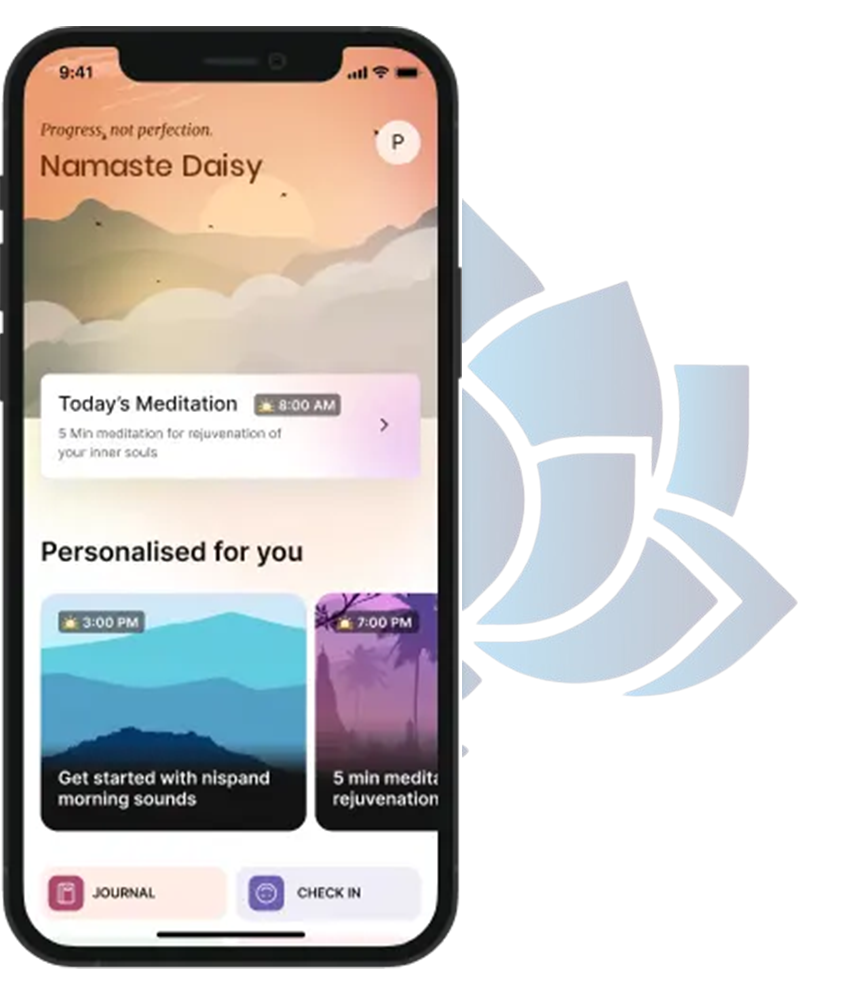 9:41
Progress, not perfection.
Namaste Daisy
P
Today's Meditation
8:00 AM
5 Min meditation for rejuvenation of
your inner souls
Personalised for you
3:00 PM
Get started with nispand
morning sounds
7:00 PM
5 min medita
rejuvenation
JOURNAL
CHECK IN